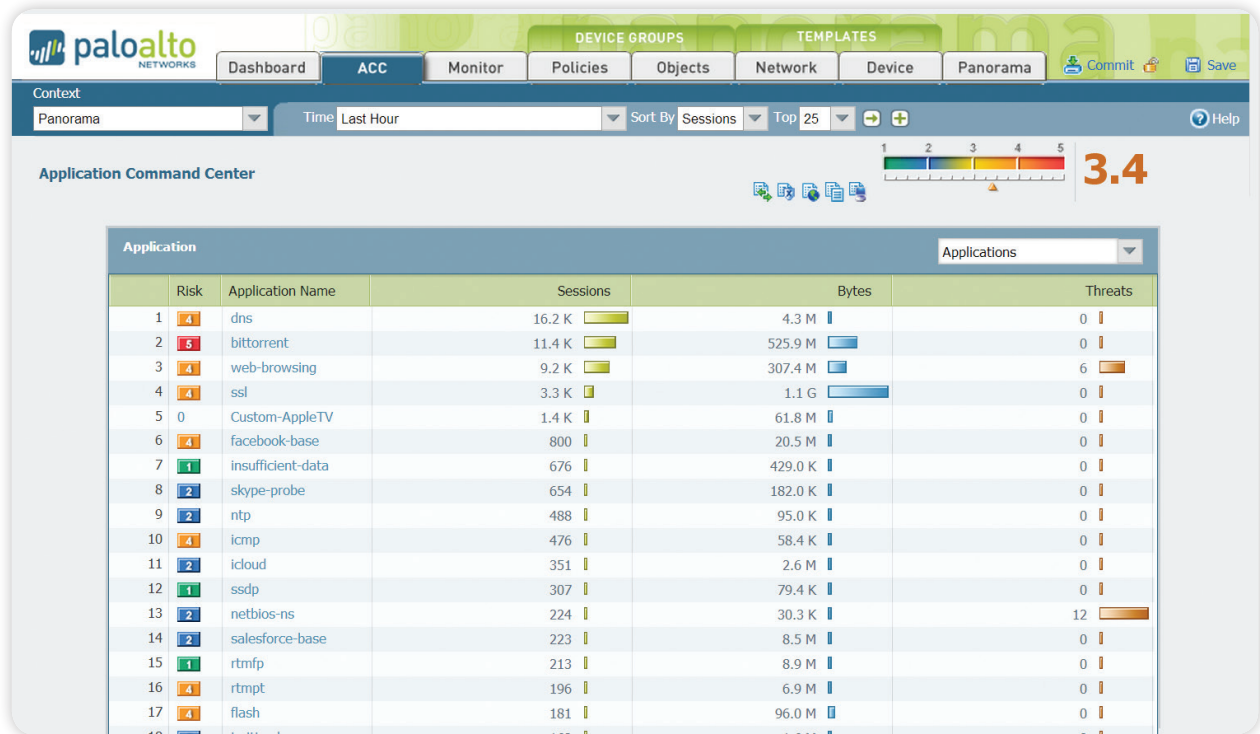 DEVICE GROUPS TEMPLATES
paloalto
NETWORKS
Dashboard ACC Monitor Policies Objects Network Device Panorama Commit Save
Context
Panorama Time Last Hour Sort By Sessions Top 25 Help
1 2 3 4 5
Application Command Center 3.4
Application Applications
Risk Application Name Sessions Bytes Threats
1 4 dns 16.2 K 4.3 M 0
2 5 bittorrent 11.4 K 525.9 M 0
3 4 web-browsing 9.2 K 307.4 M 6
4 4 ssl 3.3 K 1.1 G 0
5 0 Custom-AppleTV 1.4 K 61.8 M 0
6 4 facebook-base 800 20.5 M 0
7 1 insufficient-data 676 429.0 K 0
8 2 skype-probe 654 182.0 K 0
9 2 ntp 488 95.0 K 0
10 4 icmp 476 58.4 K 0
11 2 icloud 351 2.6 M 0
12 1 ssdp 307 79.4 K 0
13 2 netbios-ns 224 30.3 K 12
14 2 salesforce-base 223 8.5 M 0
15 1 rtmfp 213 8.9 M 0
16 4 rtmpt 196 6.9 M 0
17 4 flash 181 96.0 M 0